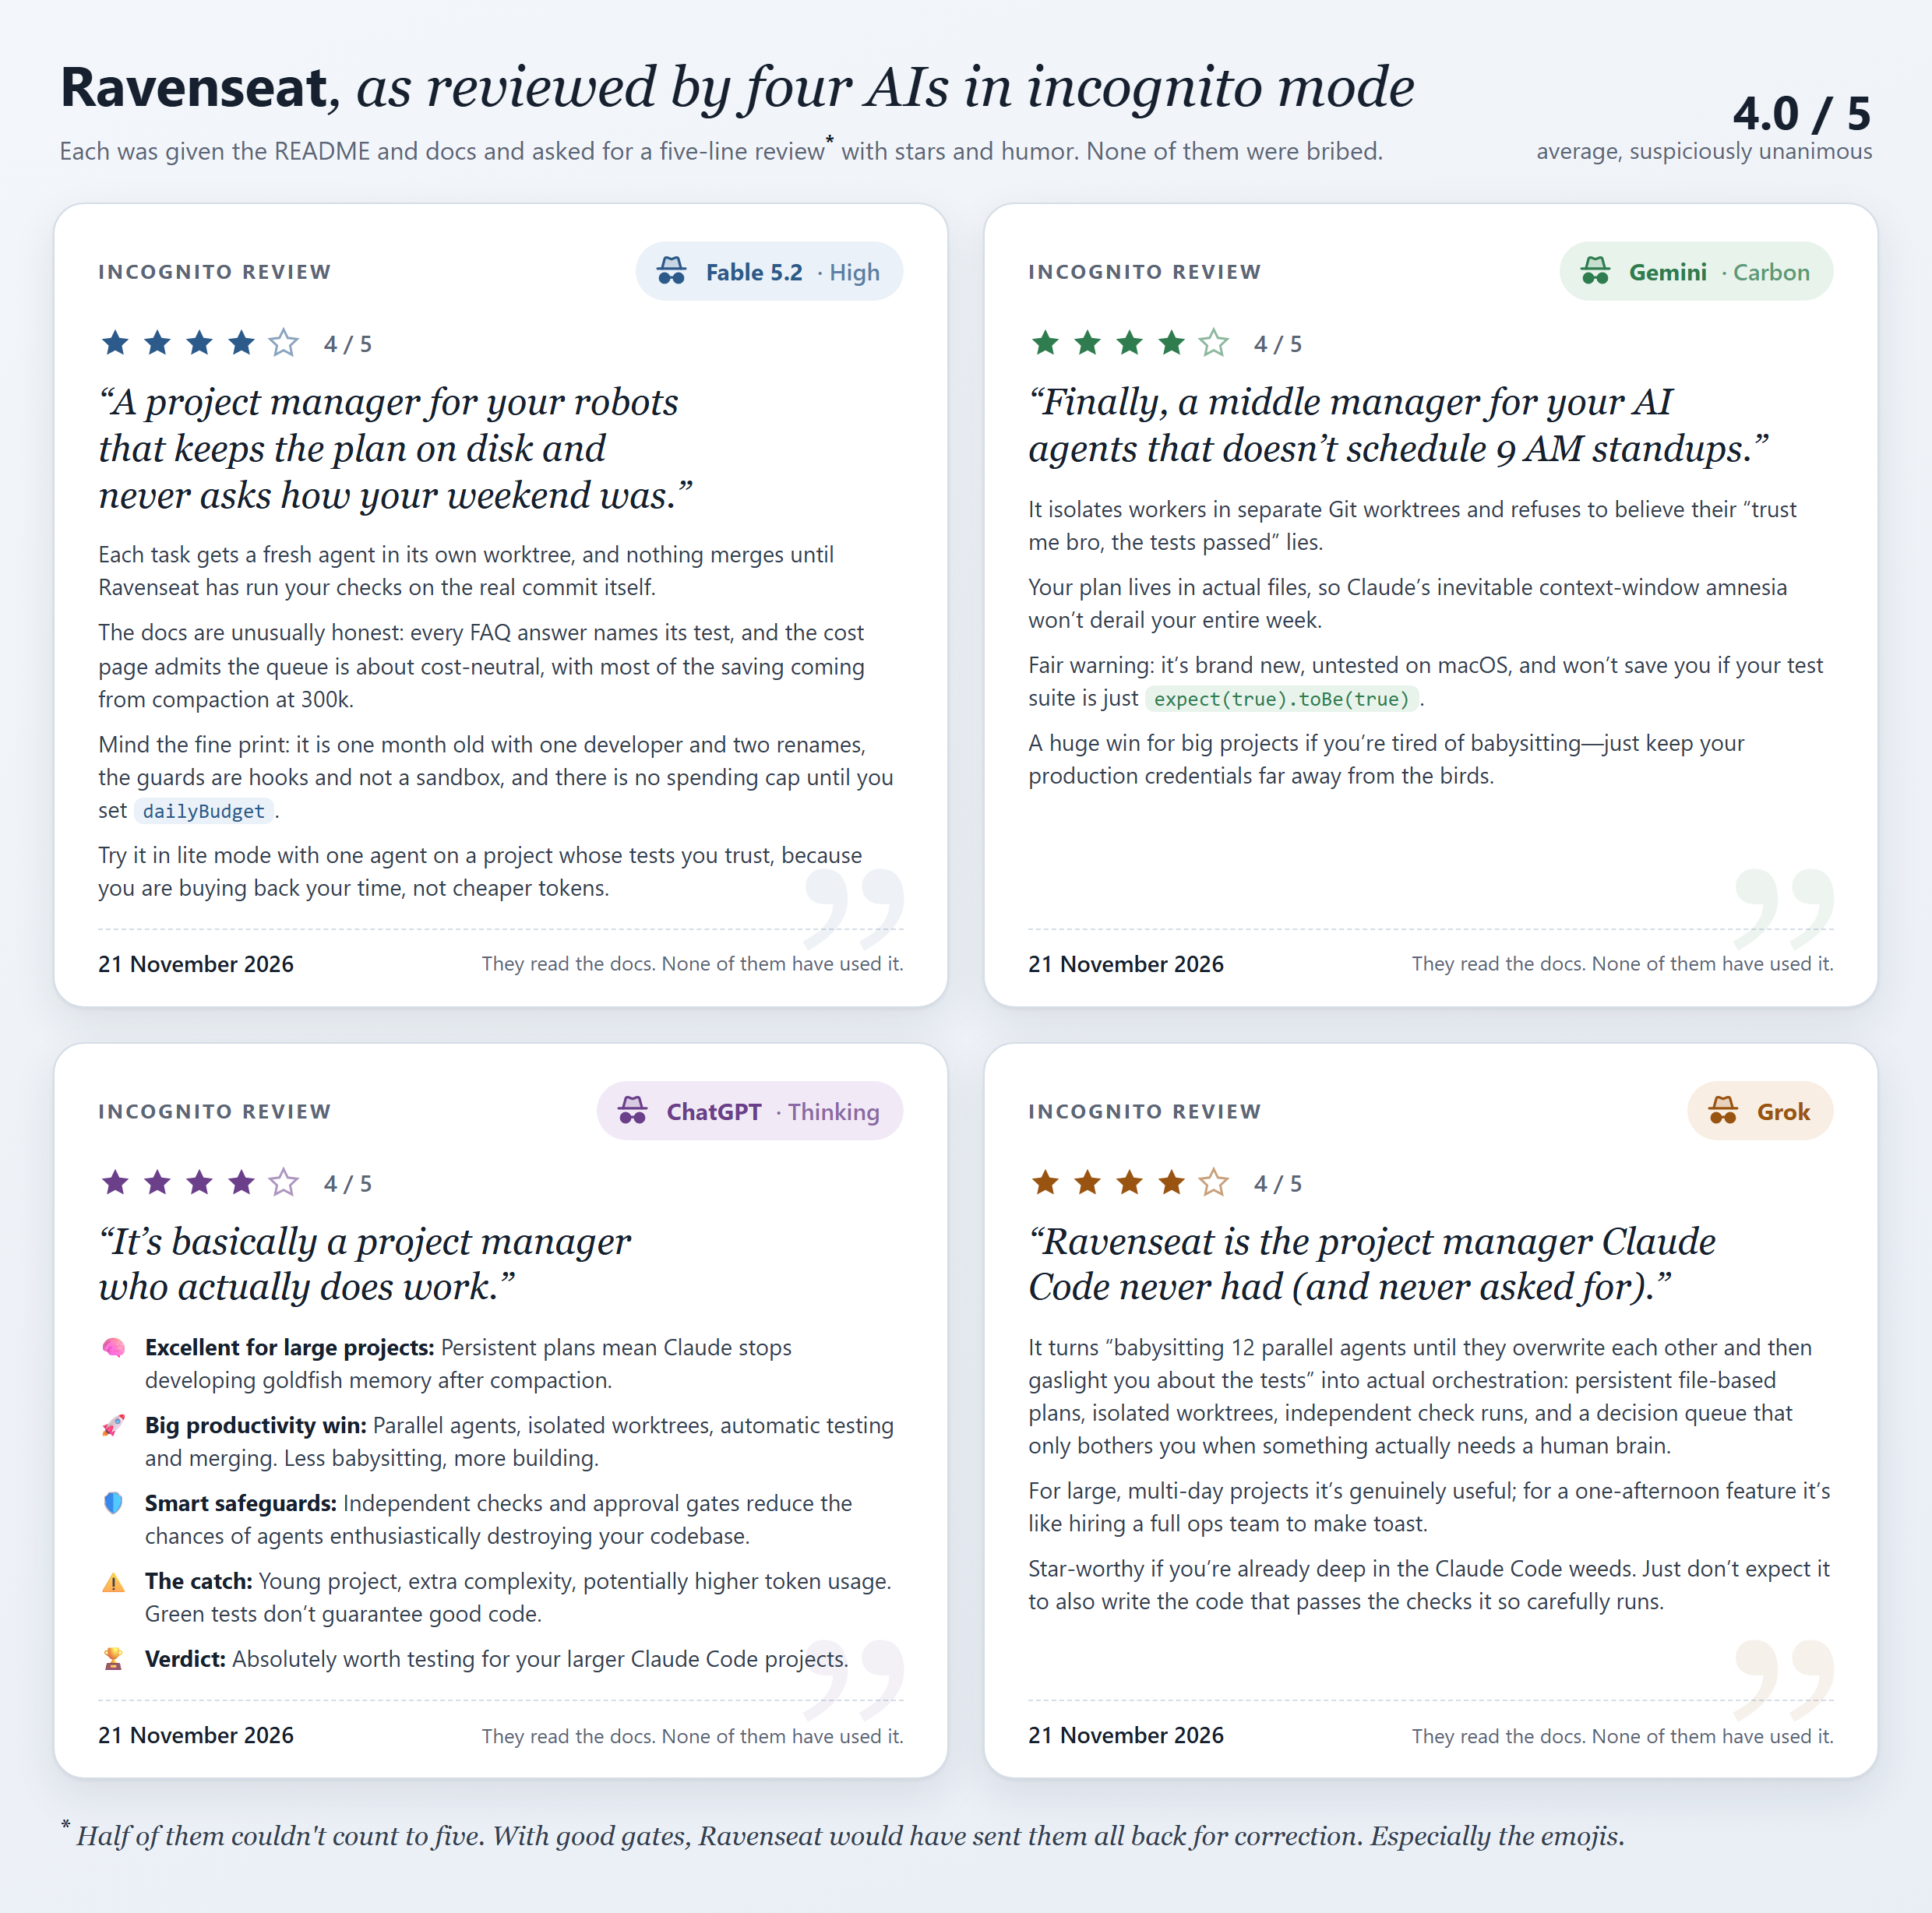 Ravenseat, as reviewed by four AIs in incognito mode
Each was given the README and docs and asked for a five-line review* with stars and humor. None of them were bribed.
4.0 / 5
average, suspiciously unanimous
INCOGNITO REVIEW
Fable 5.2 · High
4 / 5
“A project manager for your robots
that keeps the plan on disk and
never asks how your weekend was.”
Each task gets a fresh agent in its own worktree, and nothing merges until
Ravenseat has run your checks on the real commit itself.
The docs are unusually honest: every FAQ answer names its test, and the cost
page admits the queue is about cost-neutral, with most of the saving coming
from compaction at 300k.
Mind the fine print: it is one month old with one developer and two renames,
the guards are hooks and not a sandbox, and there is no spending cap until you
set dailyBudget.
Try it in lite mode with one agent on a project whose tests you trust, because
you are buying back your time, not cheaper tokens.
21 November 2026
They read the docs. None of them have used it.
INCOGNITO REVIEW
Gemini · Carbon
4 / 5
“Finally, a middle manager for your AI
agents that doesn’t schedule 9 AM standups.”
It isolates workers in separate Git worktrees and refuses to believe their “trust
me bro, the tests passed” lies.
Your plan lives in actual files, so Claude’s inevitable context-window amnesia
won’t derail your entire week.
Fair warning: it’s brand new, untested on macOS, and won’t save you if your test
suite is just expect(true).toBe(true).
A huge win for big projects if you’re tired of babysitting—just keep your
production credentials far away from the birds.
21 November 2026
They read the docs. None of them have used it.
INCOGNITO REVIEW
ChatGPT · Thinking
4 / 5
“It’s basically a project manager
who actually does work.”
🧠 Excellent for large projects: Persistent plans mean Claude stops
developing goldfish memory after compaction.
🚀 Big productivity win: Parallel agents, isolated worktrees, automatic testing
and merging. Less babysitting, more building.
🛡️ Smart safeguards: Independent checks and approval gates reduce the
chances of agents enthusiastically destroying your codebase.
⚠️ The catch: Young project, extra complexity, potentially higher token usage.
Green tests don’t guarantee good code.
🏆 Verdict: Absolutely worth testing for your larger Claude Code projects.
21 November 2026
They read the docs. None of them have used it.
INCOGNITO REVIEW
Grok
4 / 5
“Ravenseat is the project manager Claude
Code never had (and never asked for).”
It turns “babysitting 12 parallel agents until they overwrite each other and then
gaslight you about the tests” into actual orchestration: persistent file-based
plans, isolated worktrees, independent check runs, and a decision queue that
only bothers you when something actually needs a human brain.
For large, multi-day projects it’s genuinely useful; for a one-afternoon feature it’s
like hiring a full ops team to make toast.
Star-worthy if you’re already deep in the Claude Code weeds. Just don’t expect it
to also write the code that passes the checks it so carefully runs.
21 November 2026
They read the docs. None of them have used it.
* Half of them couldn't count to five. With good gates, Ravenseat would have sent them all back for correction. Especially the emojis.